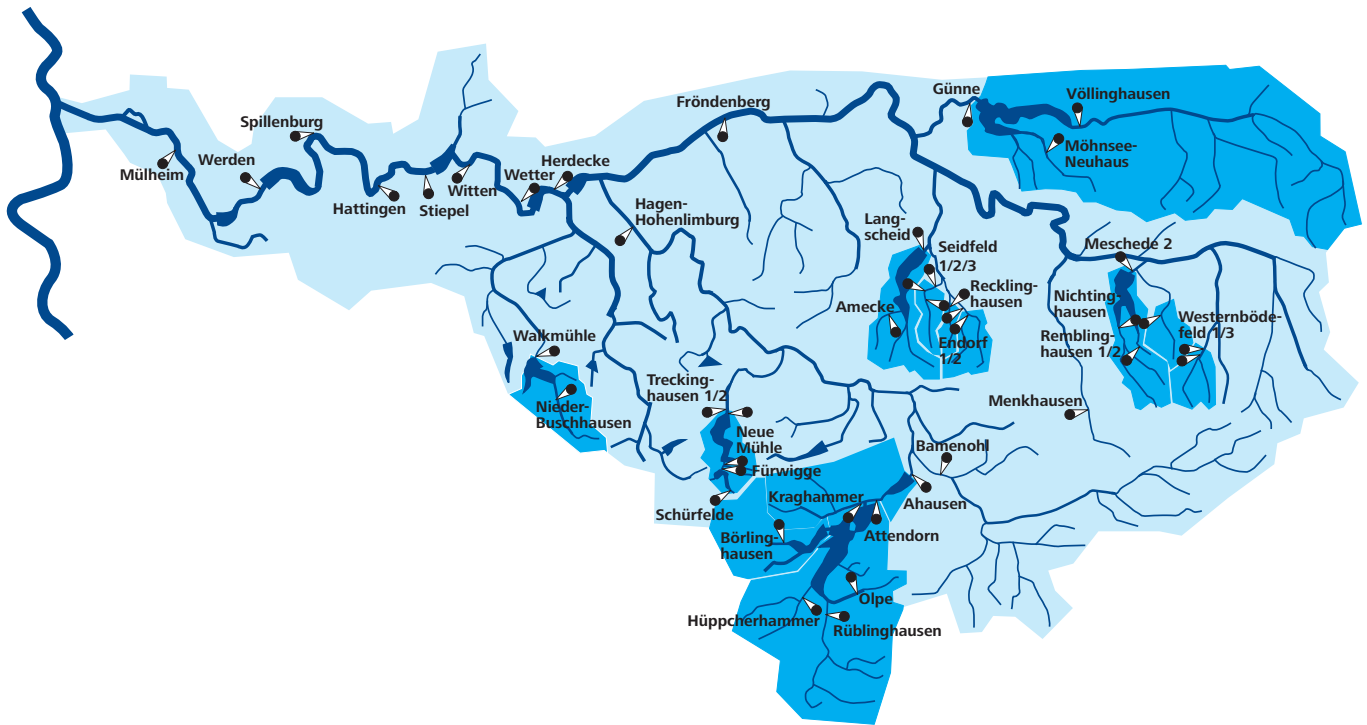 Günne
Völlinghausen
Fröndenberg
Spillenburg
Möhnsee-
Neuhaus
Werden
Mülheim
Herdecke
Wetter
Witten
Hattingen
Stiepel
Hagen-
Hohenlimburg
Lang-
scheid
Seidfeld
1/2/3
Meschede 2
Reckling-
hausen
Amecke
Endorf
1/2
Nichting-
hausen
Remblin­g-
hausen 1/2
Westernböde-
feld 1/3
Walkmühle
Nieder-
Buschhausen
Trecking-
hausen 1/2
Menkhausen
Neue
Mühle
Fürwigge
Bamenohl
Schürfelde
Kraghammer
Ahausen
Börling-
hausen
Attendorn
Olpe
Hüppcherhammer
Rüblinghausen